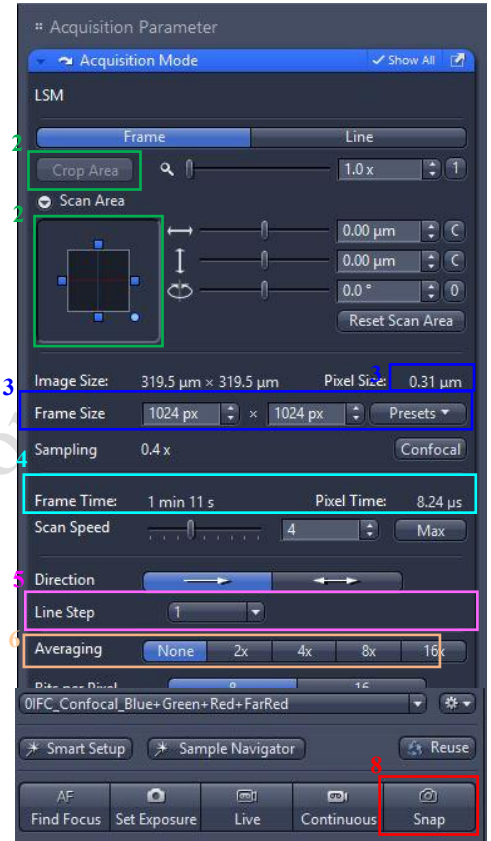 Acquisition Parameter
Acquisition Mode Show All
LSM
Frame Line
2
Crop Area 1.0 x 1
Scan Area
2
0.00 µm C
0.00 µm C
0.0 ° 0
Reset Scan Area
Image Size: 319.5 µm × 319.5 µm Pixel Size: 0.31 µm
3
3
Frame Size 1024 px × 1024 px Presets
Sampling 0.4 x Confocal
4
Frame Time: 1 min 11 s Pixel Time: 8.24 µs
Scan Speed 4 Max
Direction
5
Line Step 1
6
Averaging None 2x 4x 8x 16x
Bits per Pixel 8 16
0IFC_Confocal_Blue+Green+Red+FarRed
Smart Setup Sample Navigator Reuse
8
AF
Find Focus Set Exposure Live Continuous Snap